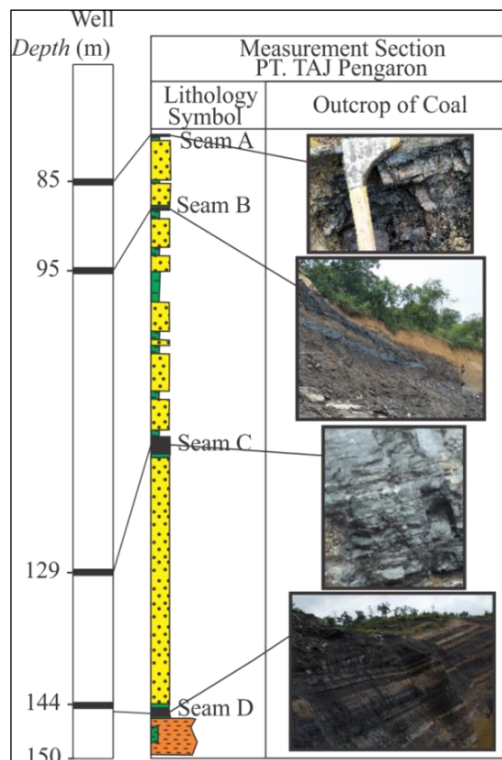 Well
Depth (m)
Measurement Section
PT. TAJ Pengaron
Lithology
Symbol
Outcrop of Coal
Seam A
85
Seam B
95
Seam C
129
144
Seam D
150